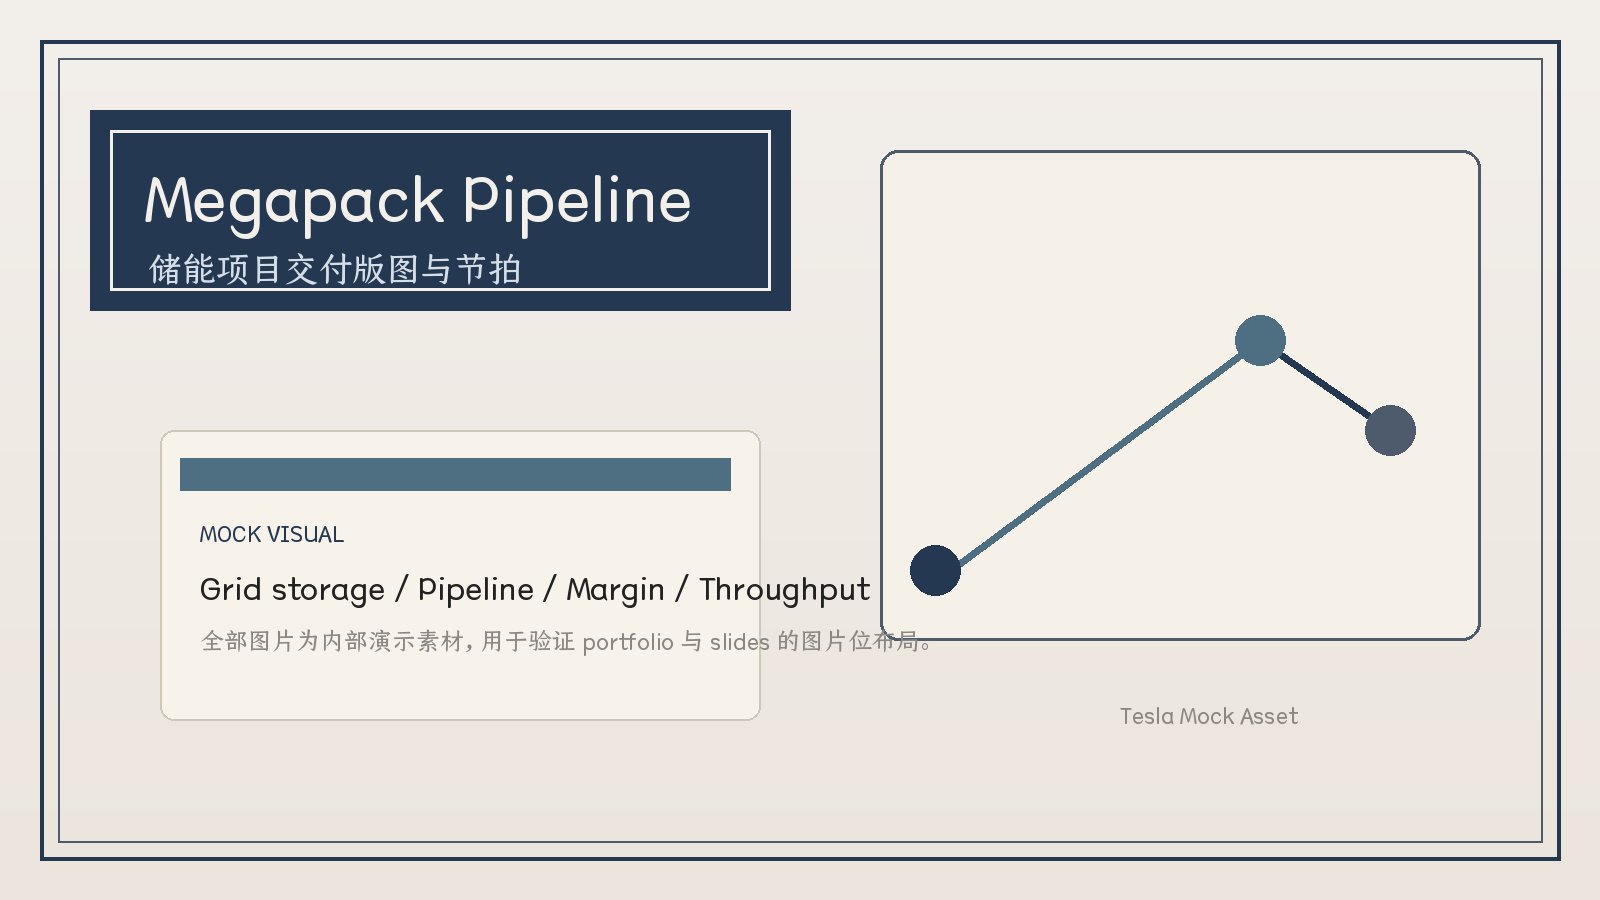 Megapack Pipeline
储能项目交付版图与节拍
MOCK VISUAL
Grid storage / Pipeline / Margin / Throughput
全部图片为内部演示素材, 用于验证 portfolio 与 slides 的图片位布局。
Tesla Mock Asset